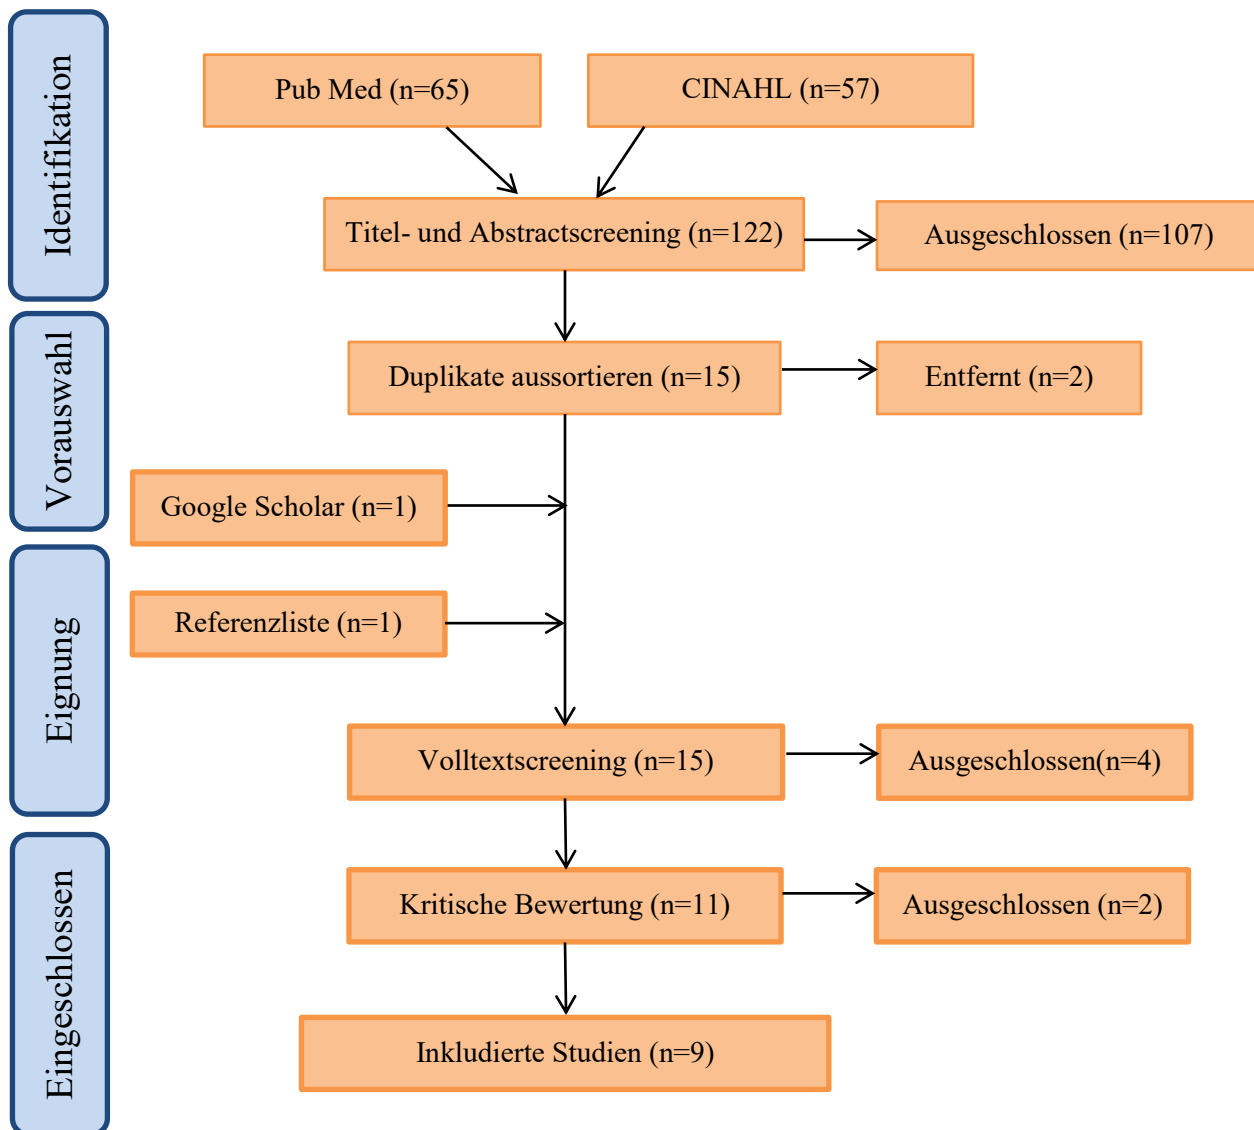 Identifikation
Pub Med (n=65)
CINAHL (n=57)
Titel- und Abstractscreening (n=122)
Ausgeschlossen (n=107)
Vorauswahl
Duplikate aussortieren (n=15)
Entfernt (n=2)
Google Scholar (n=1)
Eignung
Referenzliste (n=1)
Volltextscreening (n=15)
Ausgeschlossen(n=4)
Eingeschlossen
Kritische Bewertung (n=11)
Ausgeschlossen (n=2)
Inkludierte Studien (n=9)